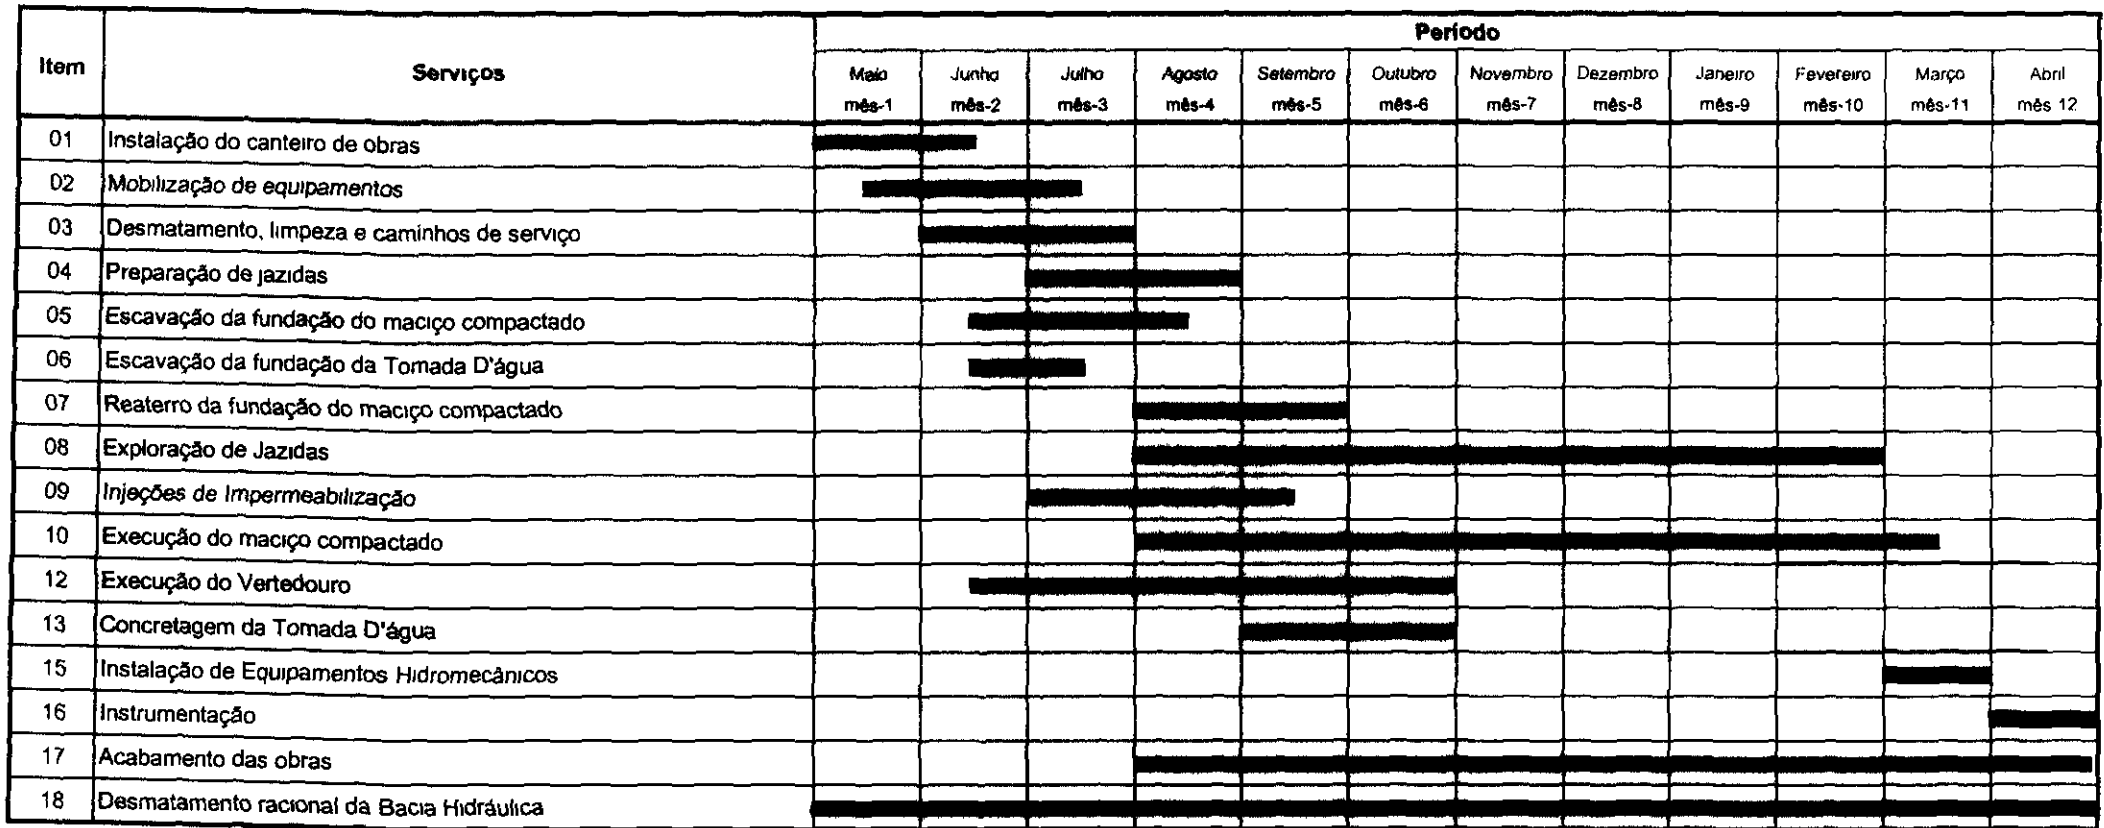 Período
Item Serviços
Maio Junho Julho Agosto Setembro Outubro Novembro Dezembro Janeiro Fevereiro Março Abril
mês-1 mês-2 mês-3 mês-4 mês-5 mês-6 mês-7 mês-8 mês-9 mês-10 mês-11 mês 12
01 Instalação do canteiro de obras
02 Mobilização de equipamentos
03 Desmatamento, limpeza e caminhos de serviço
04 Preparação de jazidas
05 Escavação da fundação do maciço compactado
06 Escavação da fundação da Tomada D'água
07 Reaterro da fundação do maciço compactado
08 Exploração de Jazidas
09 Injeções de Impermeabilização
10 Execução do maciço compactado
12 Execução do Vertedouro
13 Concretagem da Tomada D'água
15 Instalação de Equipamentos Hidromecânicos
16 Instrumentação
17 Acabamento das obras
18 Desmatamento racional da Bacia Hidráulica